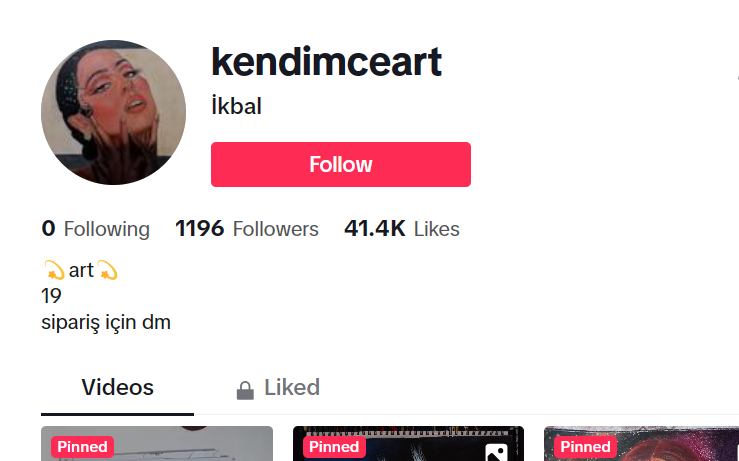 kendimceart
İkbal
Follow
0 Following 1196 Followers 41.4K Likes
💫art💫
19
sipariş için dm
Videos Liked
Pinned Pinned Pinned